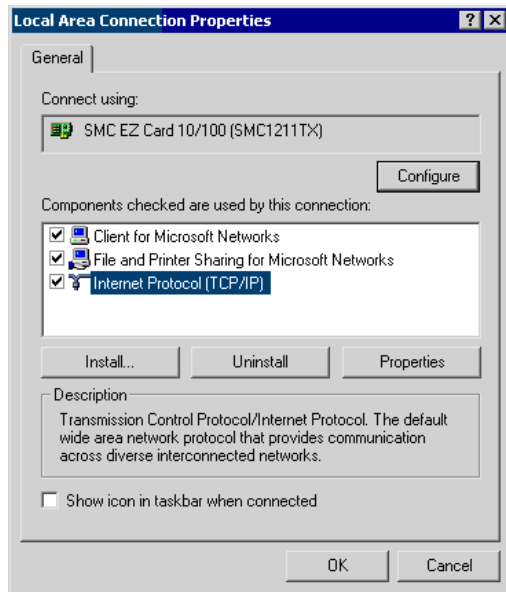 Local Area Connection Properties
General
Connect using:
SMC EZ Card 10/100 (SMC1211TX)
Configure
Components checked are used by this connection:
Client for Microsoft Networks
File and Printer Sharing for Microsoft Networks
Internet Protocol (TCP/IP)
Install... Uninstall Properties
Description
Transmission Control Protocol/Internet Protocol. The default
wide area network protocol that provides communication
across diverse interconnected networks.
Show icon in taskbar when connected
OK Cancel